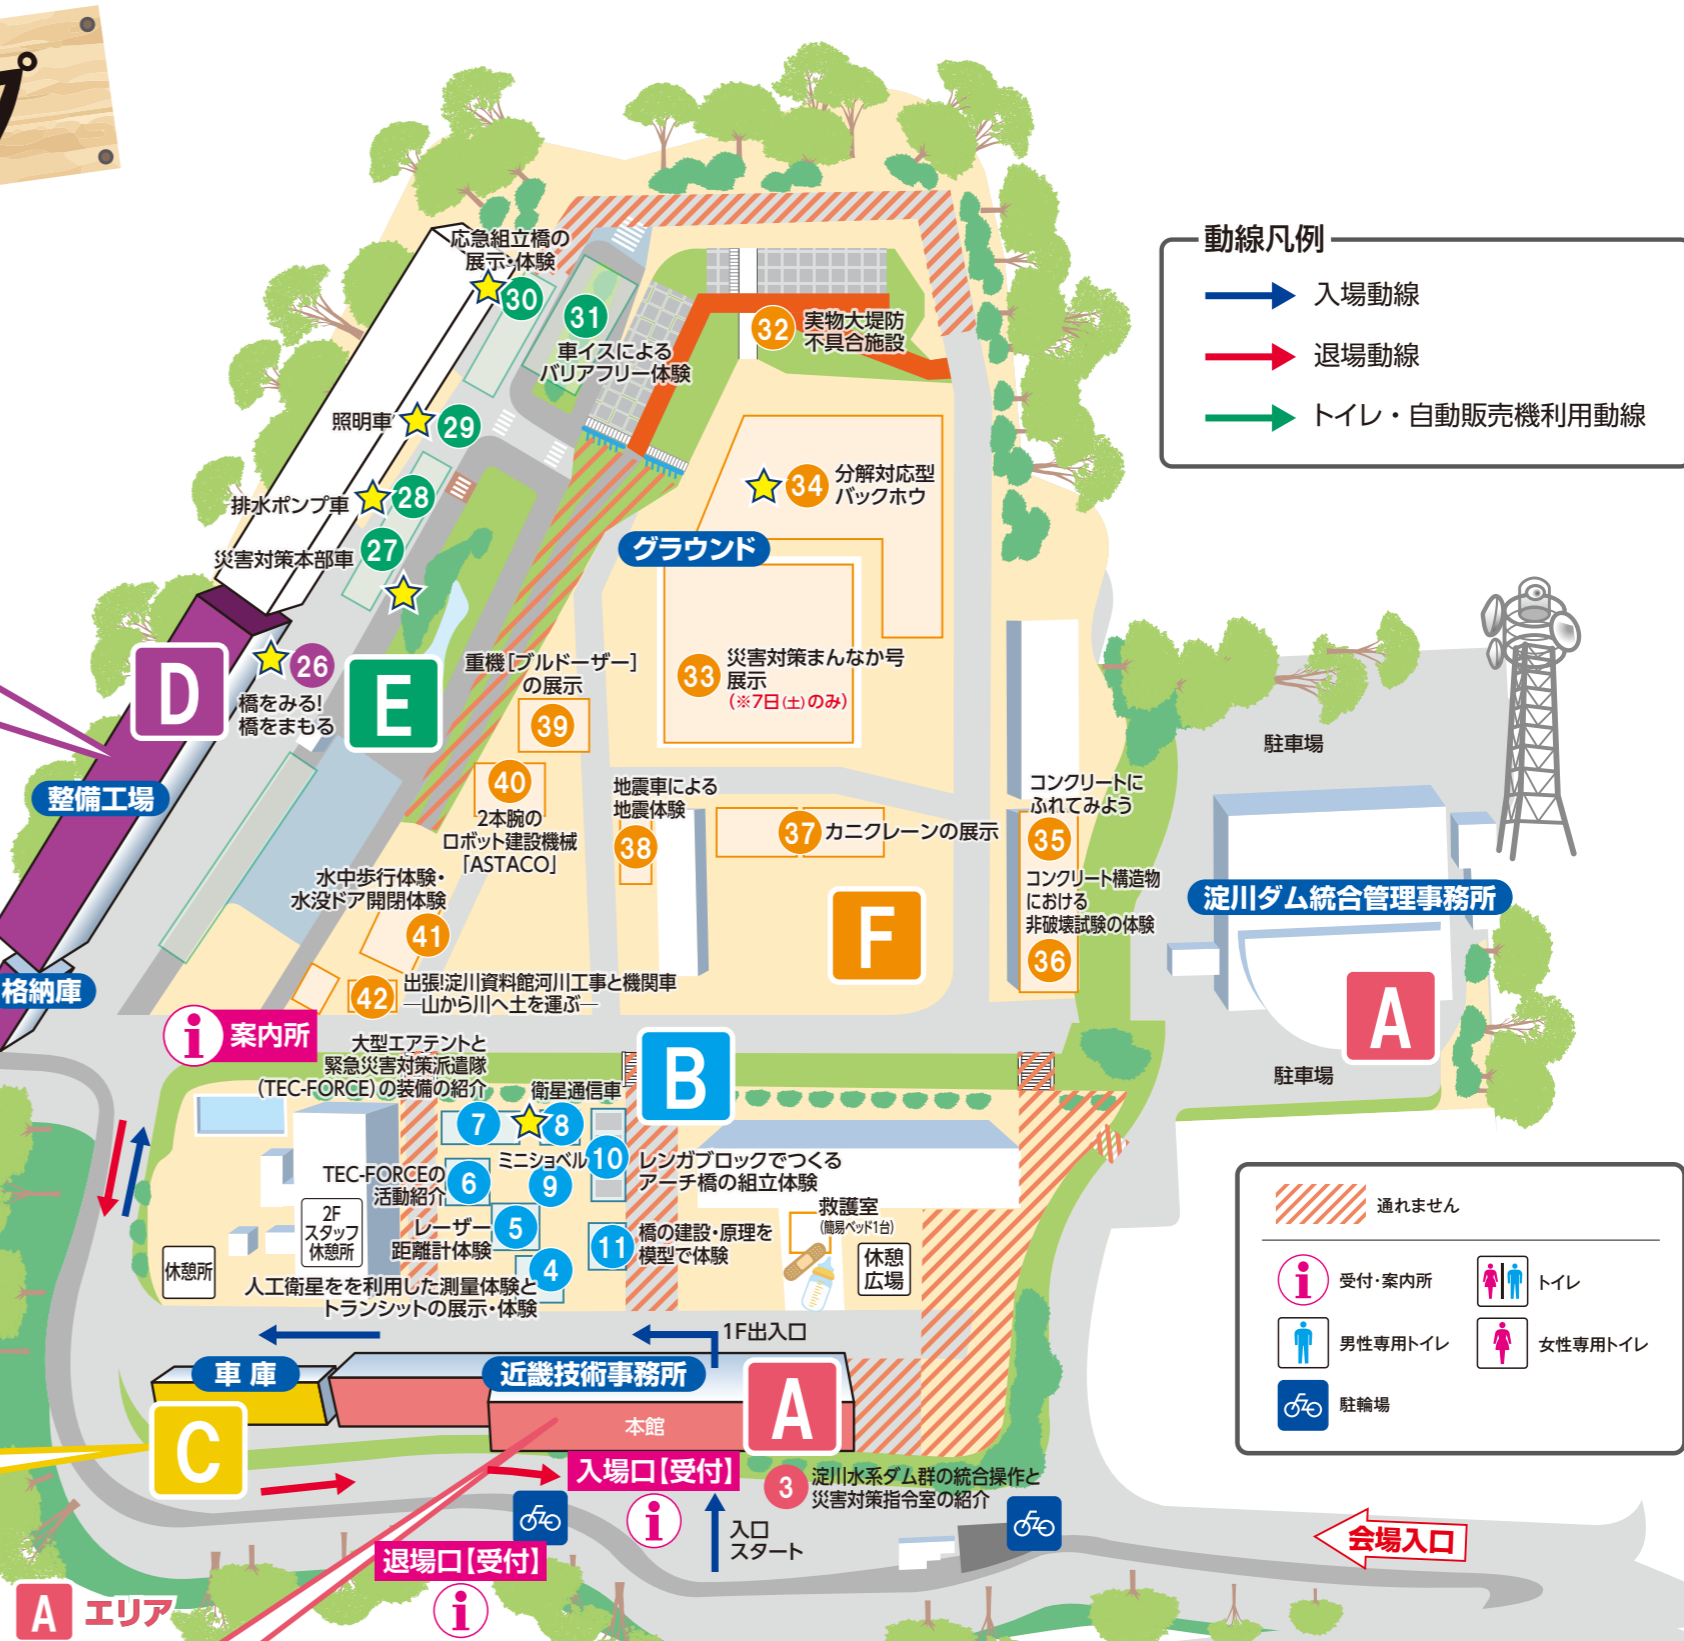 プ
動線凡例
入場動線
退場動線
トイレ・自動販売機利用動線
応急組立橋の
展示・体験
30
31
車イスによる
バリアフリー体験
32
実物大堤防
不具合施設
照明車
29
34
分解対応型
バックホウ
排水ポンプ車
28
災害対策本部車
27
グラウンド
D
26
橋をみる!
橋をまもる
E
重機[ブルドーザー]
の展示
39
33
災害対策まんなか号
展示
(※7日(土)のみ)
整備工場
40
2本腕の
ロボット建設機械
「ASTACO」
地震車による
地震体験
38
37
カニクレーンの展示
コンクリートに
ふれてみよう
35
コンクリート構造物
における
非破壊試験の体験
36
駐車場
淀川ダム統合管理事務所
A
駐車場
水中歩行体験・
水没ドア開閉体験
41
F
格納庫
42
出張!淀川資料館河川工事と機関車
―山から川へ土を運ぶ―
i
案内所
B
大型エアテントと
緊急災害対策派遣隊
(TEC-FORCE)の装備の紹介
7
衛星通信車
8
TEC-FORCEの
活動紹介
6
ミニショベル
9
10
レンガブロックでつくる
アーチ橋の組立体験
2F
スタッフ
休憩所
レーザー
距離計体験
5
11
橋の建設・原理を
模型で体験
救護室
(簡易ベッド1台)
休憩
広場
休憩所
4
人工衛星をを利用した測量体験と
トランシットの展示・体験
通れません
i
受付・案内所
トイレ
男性専用トイレ
女性専用トイレ
駐輪場
1F出入口
車庫
近畿技術事務所
本館
A
C
入場口【受付】
i
3
淀川水系ダム群の統合操作と
災害対策指令室の紹介
入口
スタート
会場入口
退場口【受付】
i
A
エリア